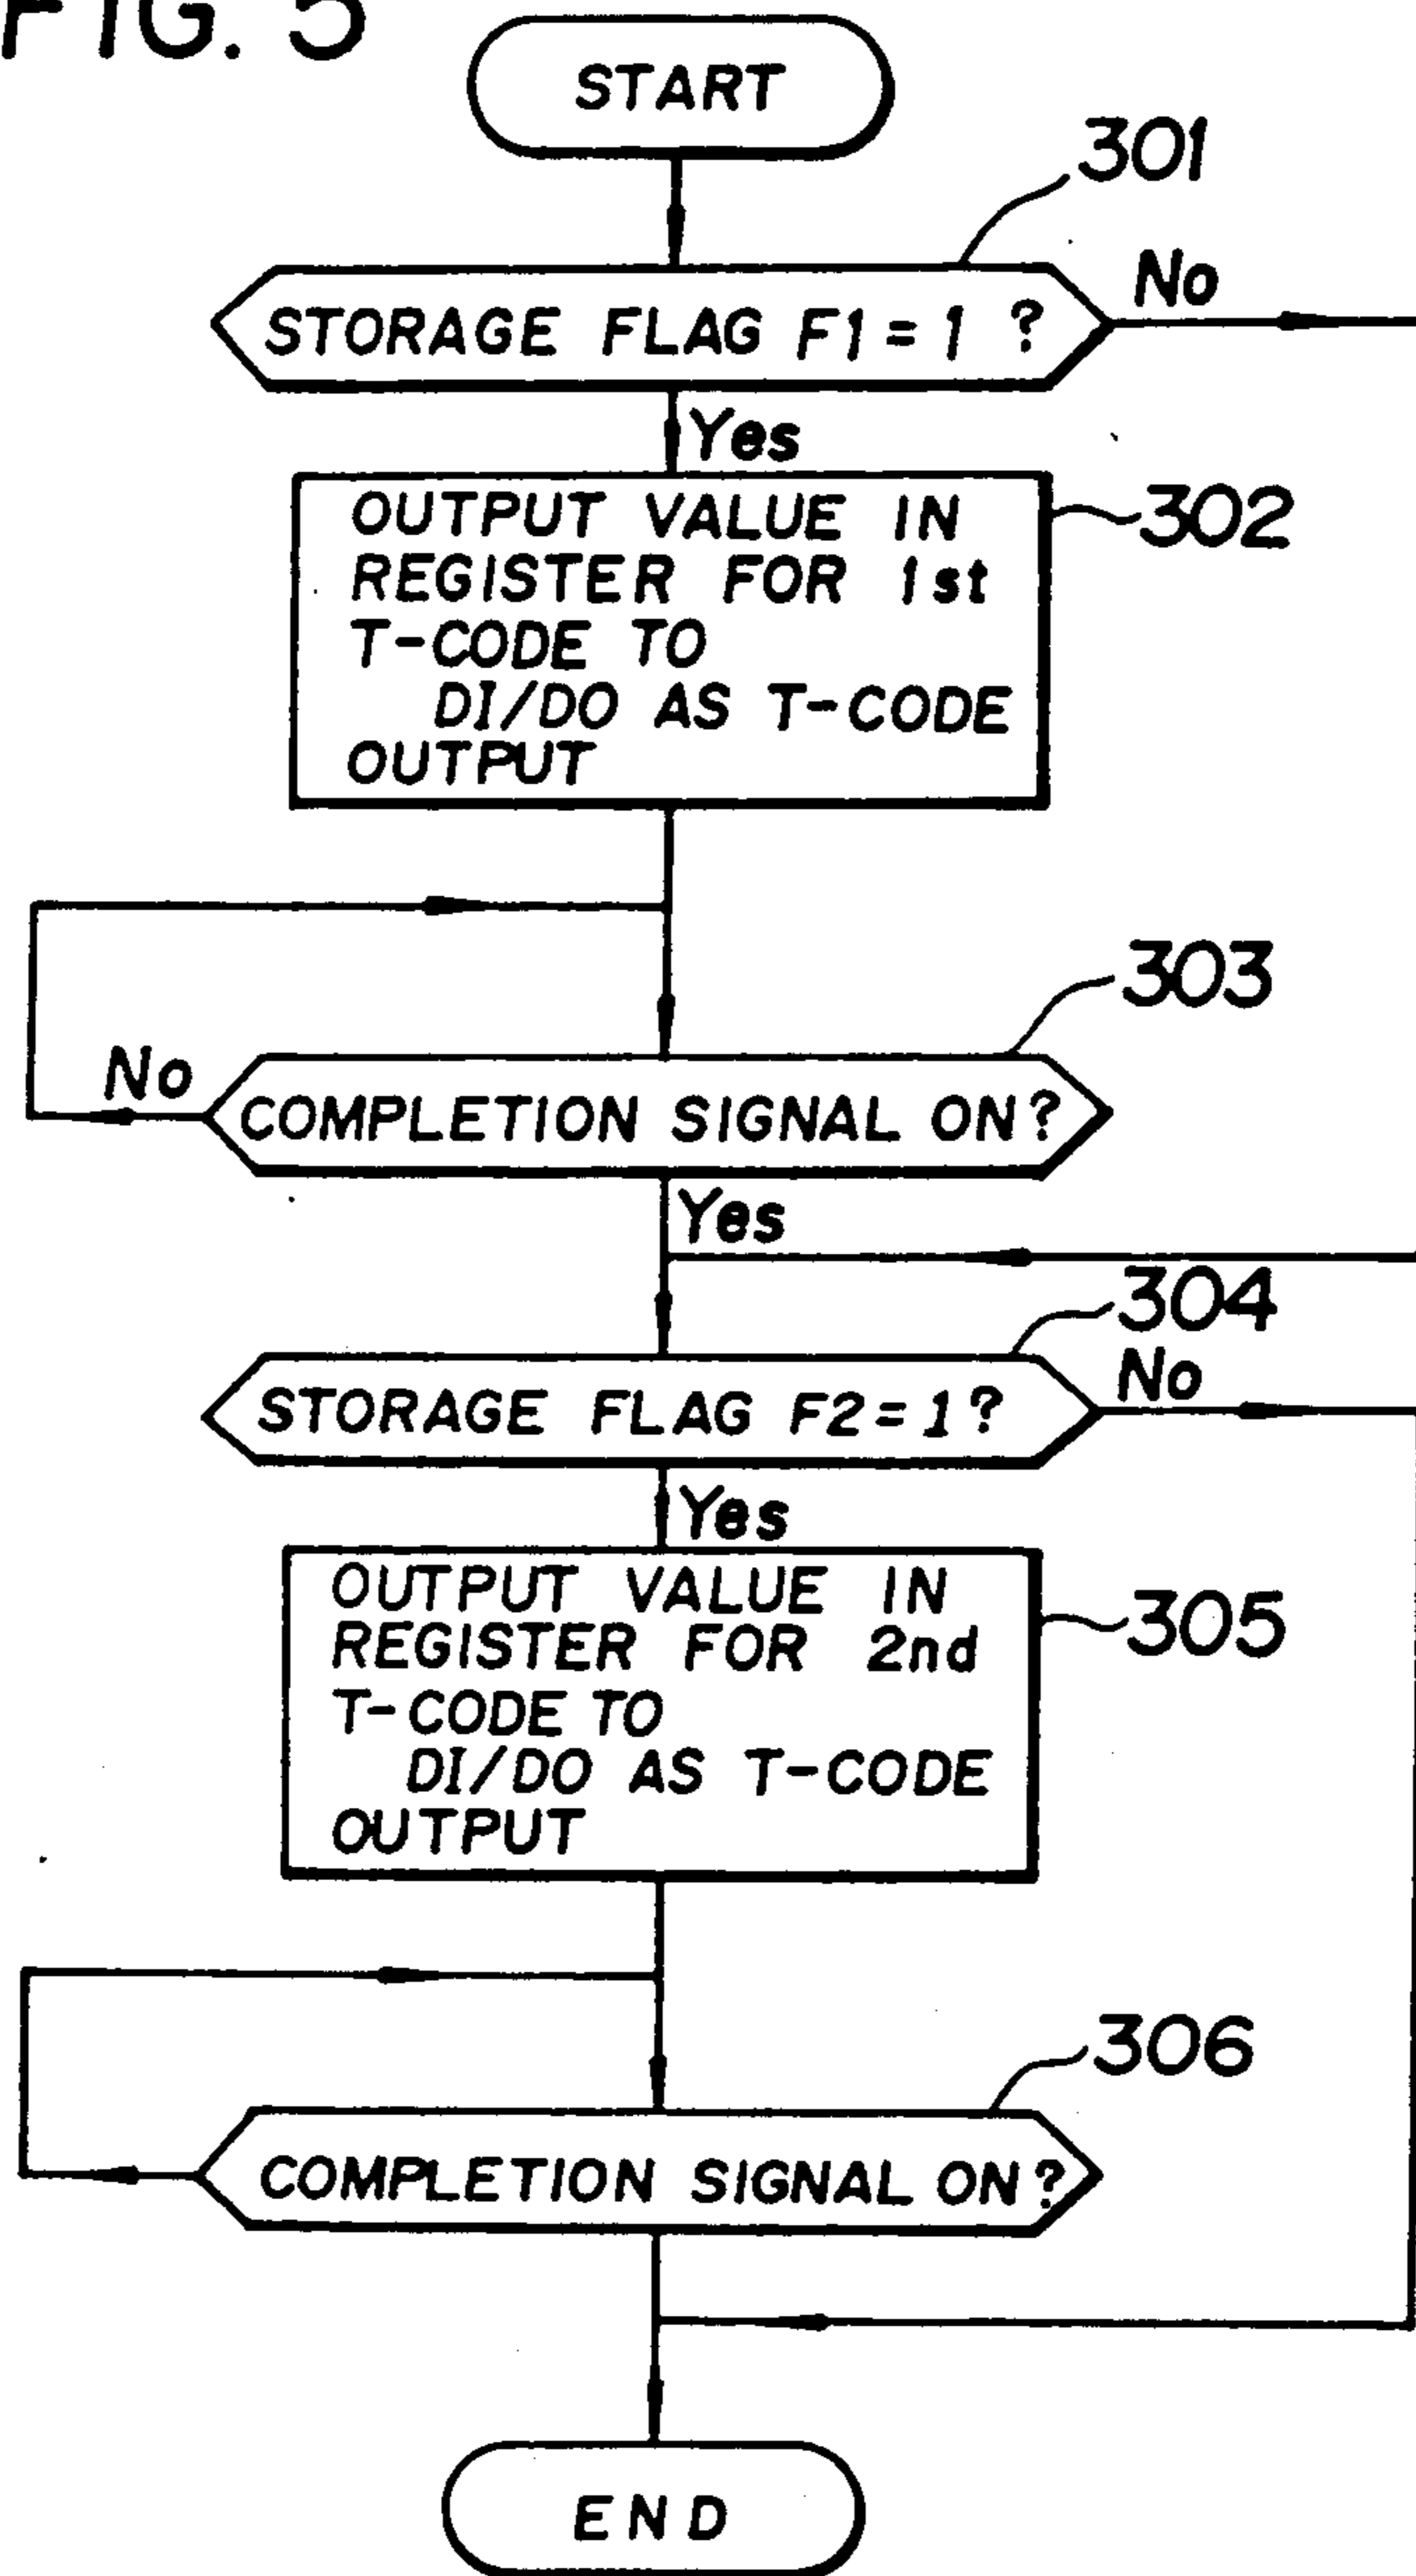 FIG. 5
START
301
STORAGE FLAG F1 = 1 ?
No
Yes
OUTPUT VALUE IN
REGISTER FOR 1st
T-CODE TO
DI/DO AS T-CODE
OUTPUT
302
303
No
COMPLETION SIGNAL ON?
Yes
304
STORAGE FLAG F2 = 1 ?
No
Yes
OUTPUT VALUE IN
REGISTER FOR 2nd
T-CODE TO
DI/DO AS T-CODE
OUTPUT
305
306
COMPLETION SIGNAL ON?
END